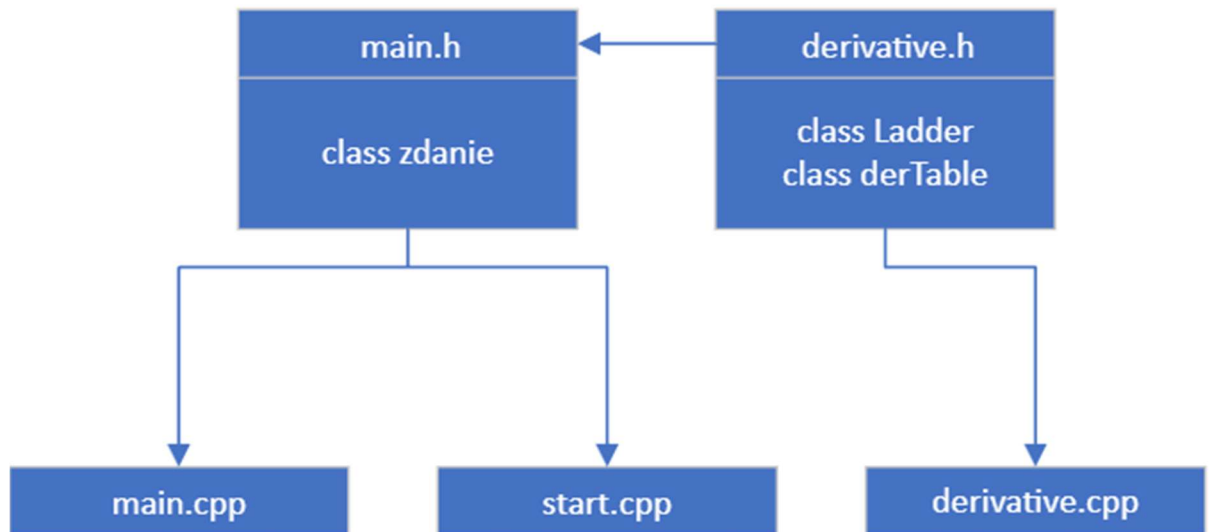 main.h
derivative.h
class zdanie
class Ladder
class derTable
main.cpp
start.cpp
derivative.cpp